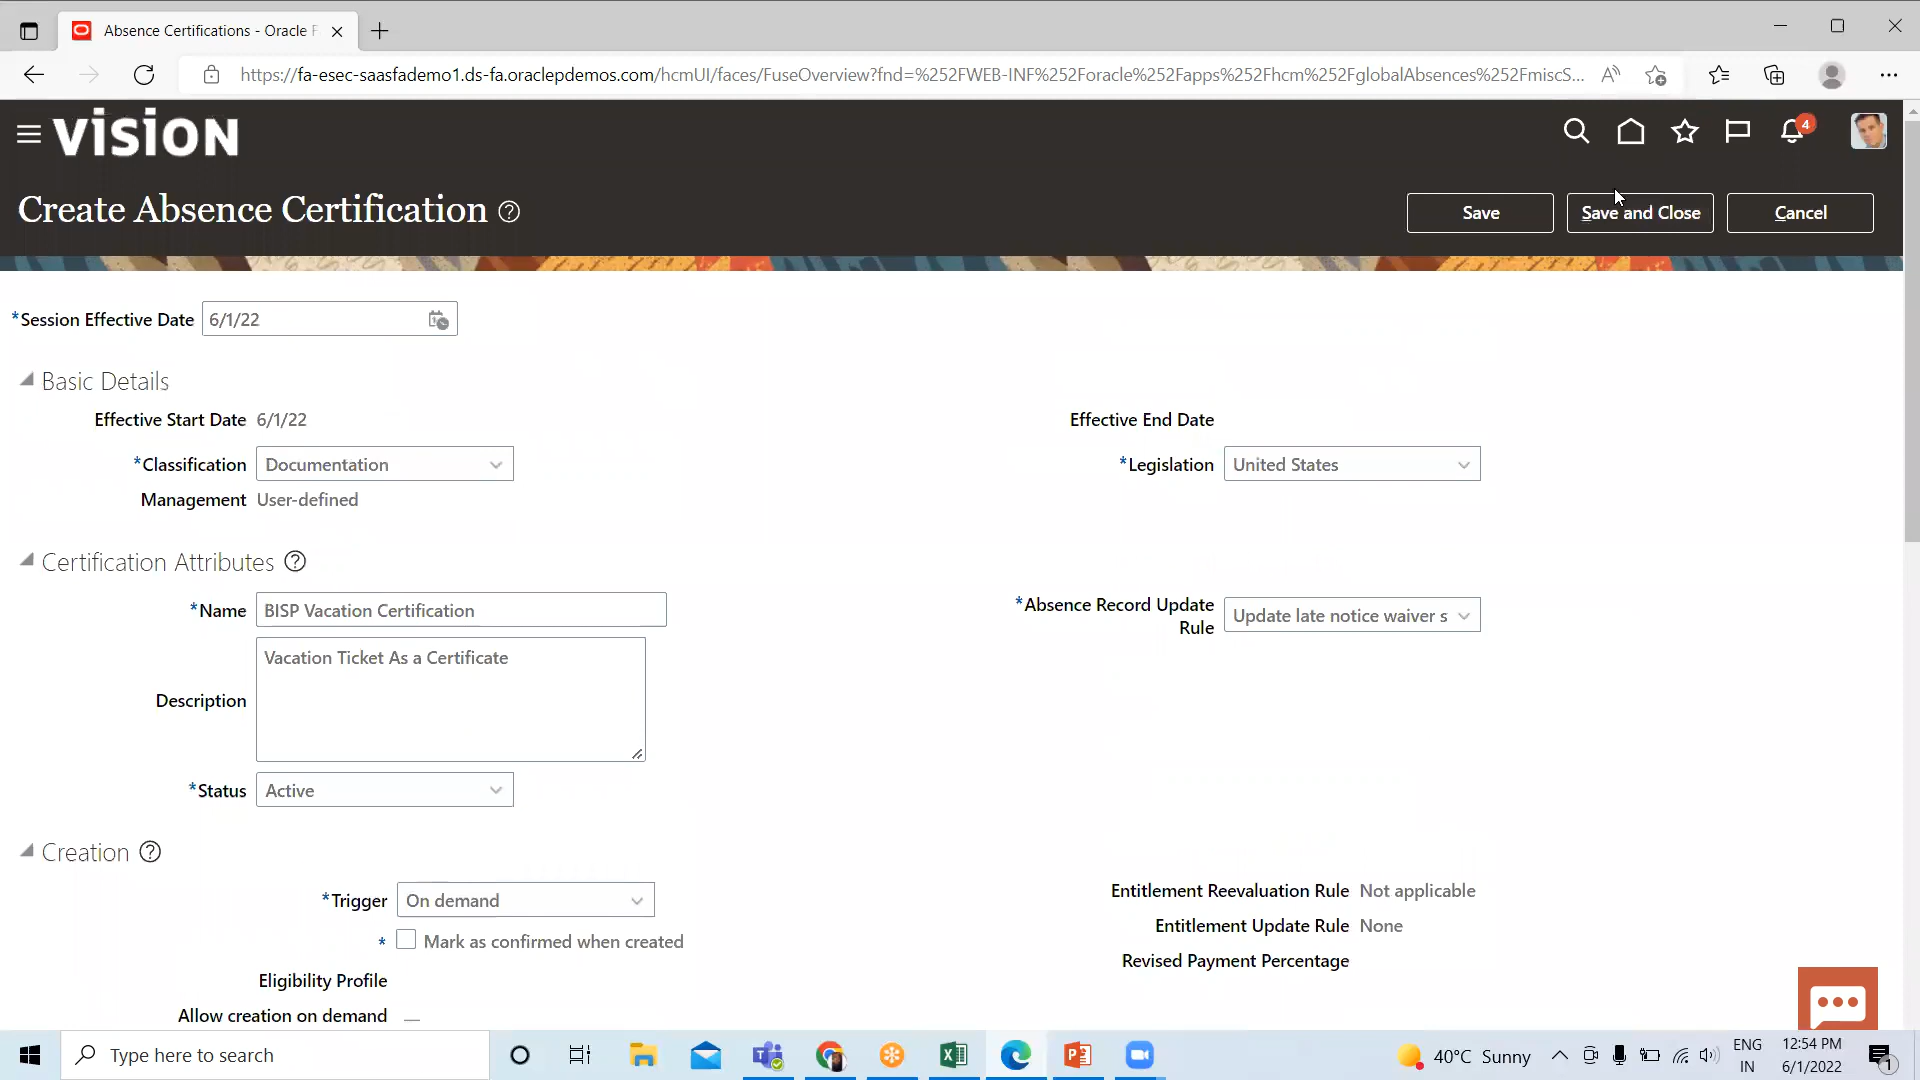 Absence Certifications - Oracle F
https://fa-esec-saasfademo1.ds-fa.oraclepdemos.com/hcmUI/faces/FuseOverview?fnd=%252FWEB-INF%252Foracle%252Fapps%252Fhcm%252FglobalAbsences%252FmiscS...
vision
4
Create Absence Certification
Save
Save and Close
Cancel
*Session Effective Date 6/1/22
Basic Details
Effective Start Date 6/1/22
Effective End Date
*Classification Documentation
*Legislation United States
Management User-defined
Certification Attributes
*Name BISP Vacation Certification
*Absence Record Update
Rule
Update late notice waiver s
Description
Vacation Ticket As a Certificate
*Status Active
Creation
*Trigger On demand
Entitlement Reevaluation Rule Not applicable
Entitlement Update Rule None
* Mark as confirmed when created
Revised Payment Percentage
Eligibility Profile
Allow creation on demand
Type here to search
40°C Sunny
ENG
IN
12:54 PM
6/1/2022
1